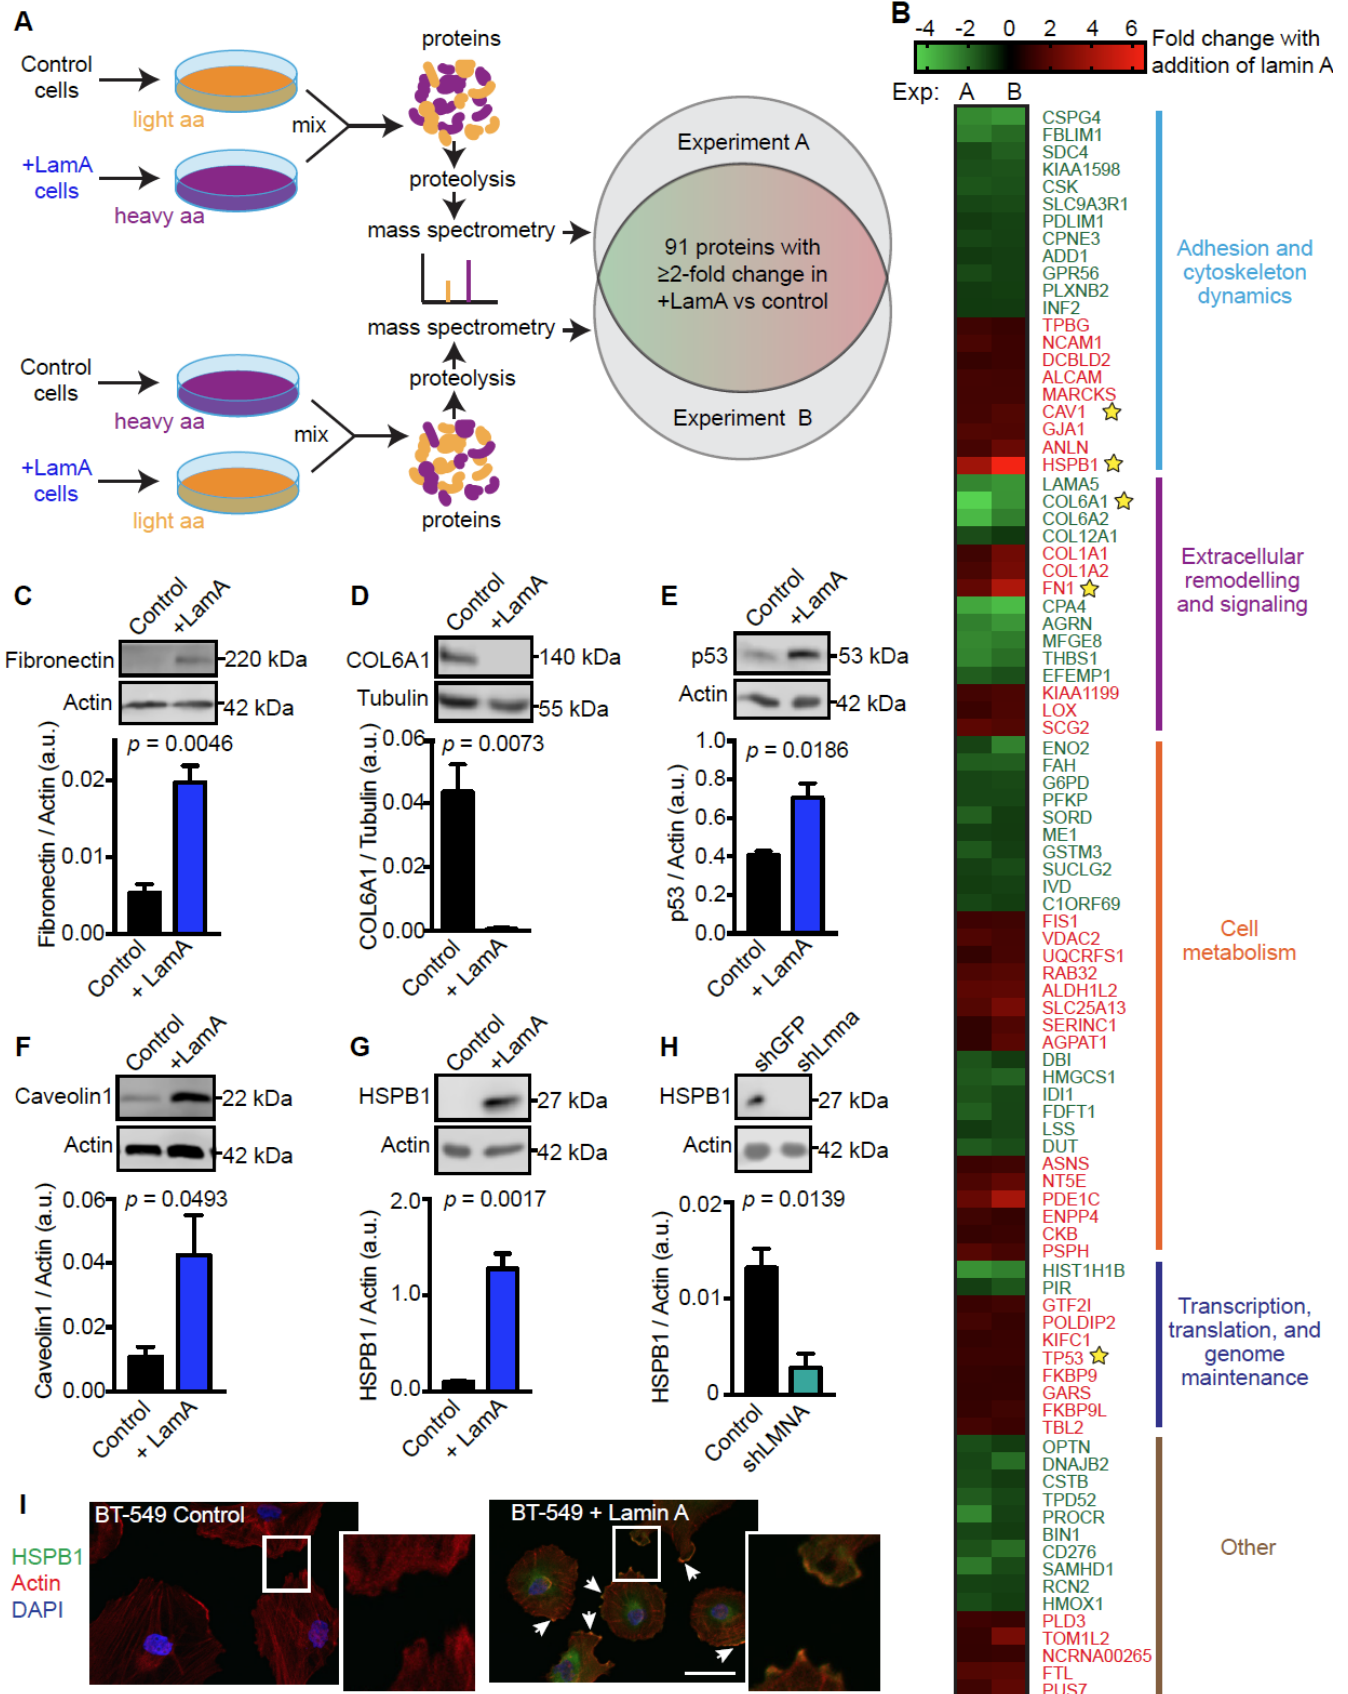 A
Control
cells
light aa
+LamA
cells
heavy aa
mix
proteins
proteolysis
mass spectrometry
mass spectrometry
proteolysis
Control
cells
heavy aa
+LamA
cells
light aa
mix
proteins
Experiment A
91 proteins with
≥2-fold change in
+LamA vs control
Experiment B
B
-4 -2 0 2 4 6
Fold change with
addition of lamin A
Exp: A B
CSPG4
FBLIM1
SDC4
KIAA1598
CSK
SLC9A3R1
PDLIM1
CPNE3
ADD1
GPR56
PLXNB2
INF2
TPBG
NCAM1
DCBLD2
ALCAM
MARCKS
CAV1
GJA1
ANLN
HSPB1
Adhesion and
cytoskeleton
dynamics
LAMA5
COL6A1
COL6A2
COL12A1
COL1A1
COL1A2
FN1
CPA4
AGRN
MFGE8
THBS1
EFEMP1
KIAA1199
LOX
SCG2
Extracellular
remodelling
and signaling
ENO2
FAH
G6PD
PFKP
SORD
ME1
GSTM3
SUCLG2
IVD
C1ORF69
FIS1
VDAC2
UQCRFS1
RAB32
ALDH1L2
SLC25A13
SERINC1
AGPAT1
DBI
HMGCS1
IDI1
FDFT1
LSS
DUT
ASNS
NT5E
PDE1C
ENPP4
CKB
PSPH
Cell
metabolism
HIST1H1B
PIR
GTF2I
POLDIP2
KIFC1
TP53
FKBP9
GARS
FKBP9L
TBL2
Transcription,
translation, and
genome
maintenance
OPTN
DNAJB2
CSTB
TPD52
PROCR
BIN1
CD276
SAMHD1
RCN2
HMOX1
PLD3
TOM1L2
NCRNA00265
FTL
PUS7
Other
C
Control
+LamA
Fibronectin
220 kDa
Actin
42 kDa
p = 0.0046
Fibronectin / Actin (a.u.)
0.02
0.01
0.00
Control
+ LamA
D
Control
+LamA
COL6A1
140 kDa
Tubulin
55 kDa
p = 0.0073
COL6A1 / Tubulin (a.u.)
0.06
0.04
0.02
0.00
Control
+ LamA
E
Control
+LamA
p53
53 kDa
Actin
42 kDa
p = 0.0186
p53 / Actin (a.u.)
1.0
0.8
0.6
0.4
0.2
0.0
Control
+ LamA
F
Control
+LamA
Caveolin1
22 kDa
Actin
42 kDa
p = 0.0493
Caveolin1 / Actin (a.u.)
0.06
0.04
0.02
0.00
Control
+ LamA
G
Control
+LamA
HSPB1
27 kDa
Actin
42 kDa
p = 0.0017
HSPB1 / Actin (a.u.)
2.0
1.0
0.0
Control
+ LamA
H
shGFP
shLmna
HSPB1
27 kDa
Actin
42 kDa
p = 0.0139
HSPB1 / Actin (a.u.)
0.02
0.01
0
Control
shLMNA
I
HSPB1
Actin
DAPI
BT-549 Control
BT-549 + Lamin A